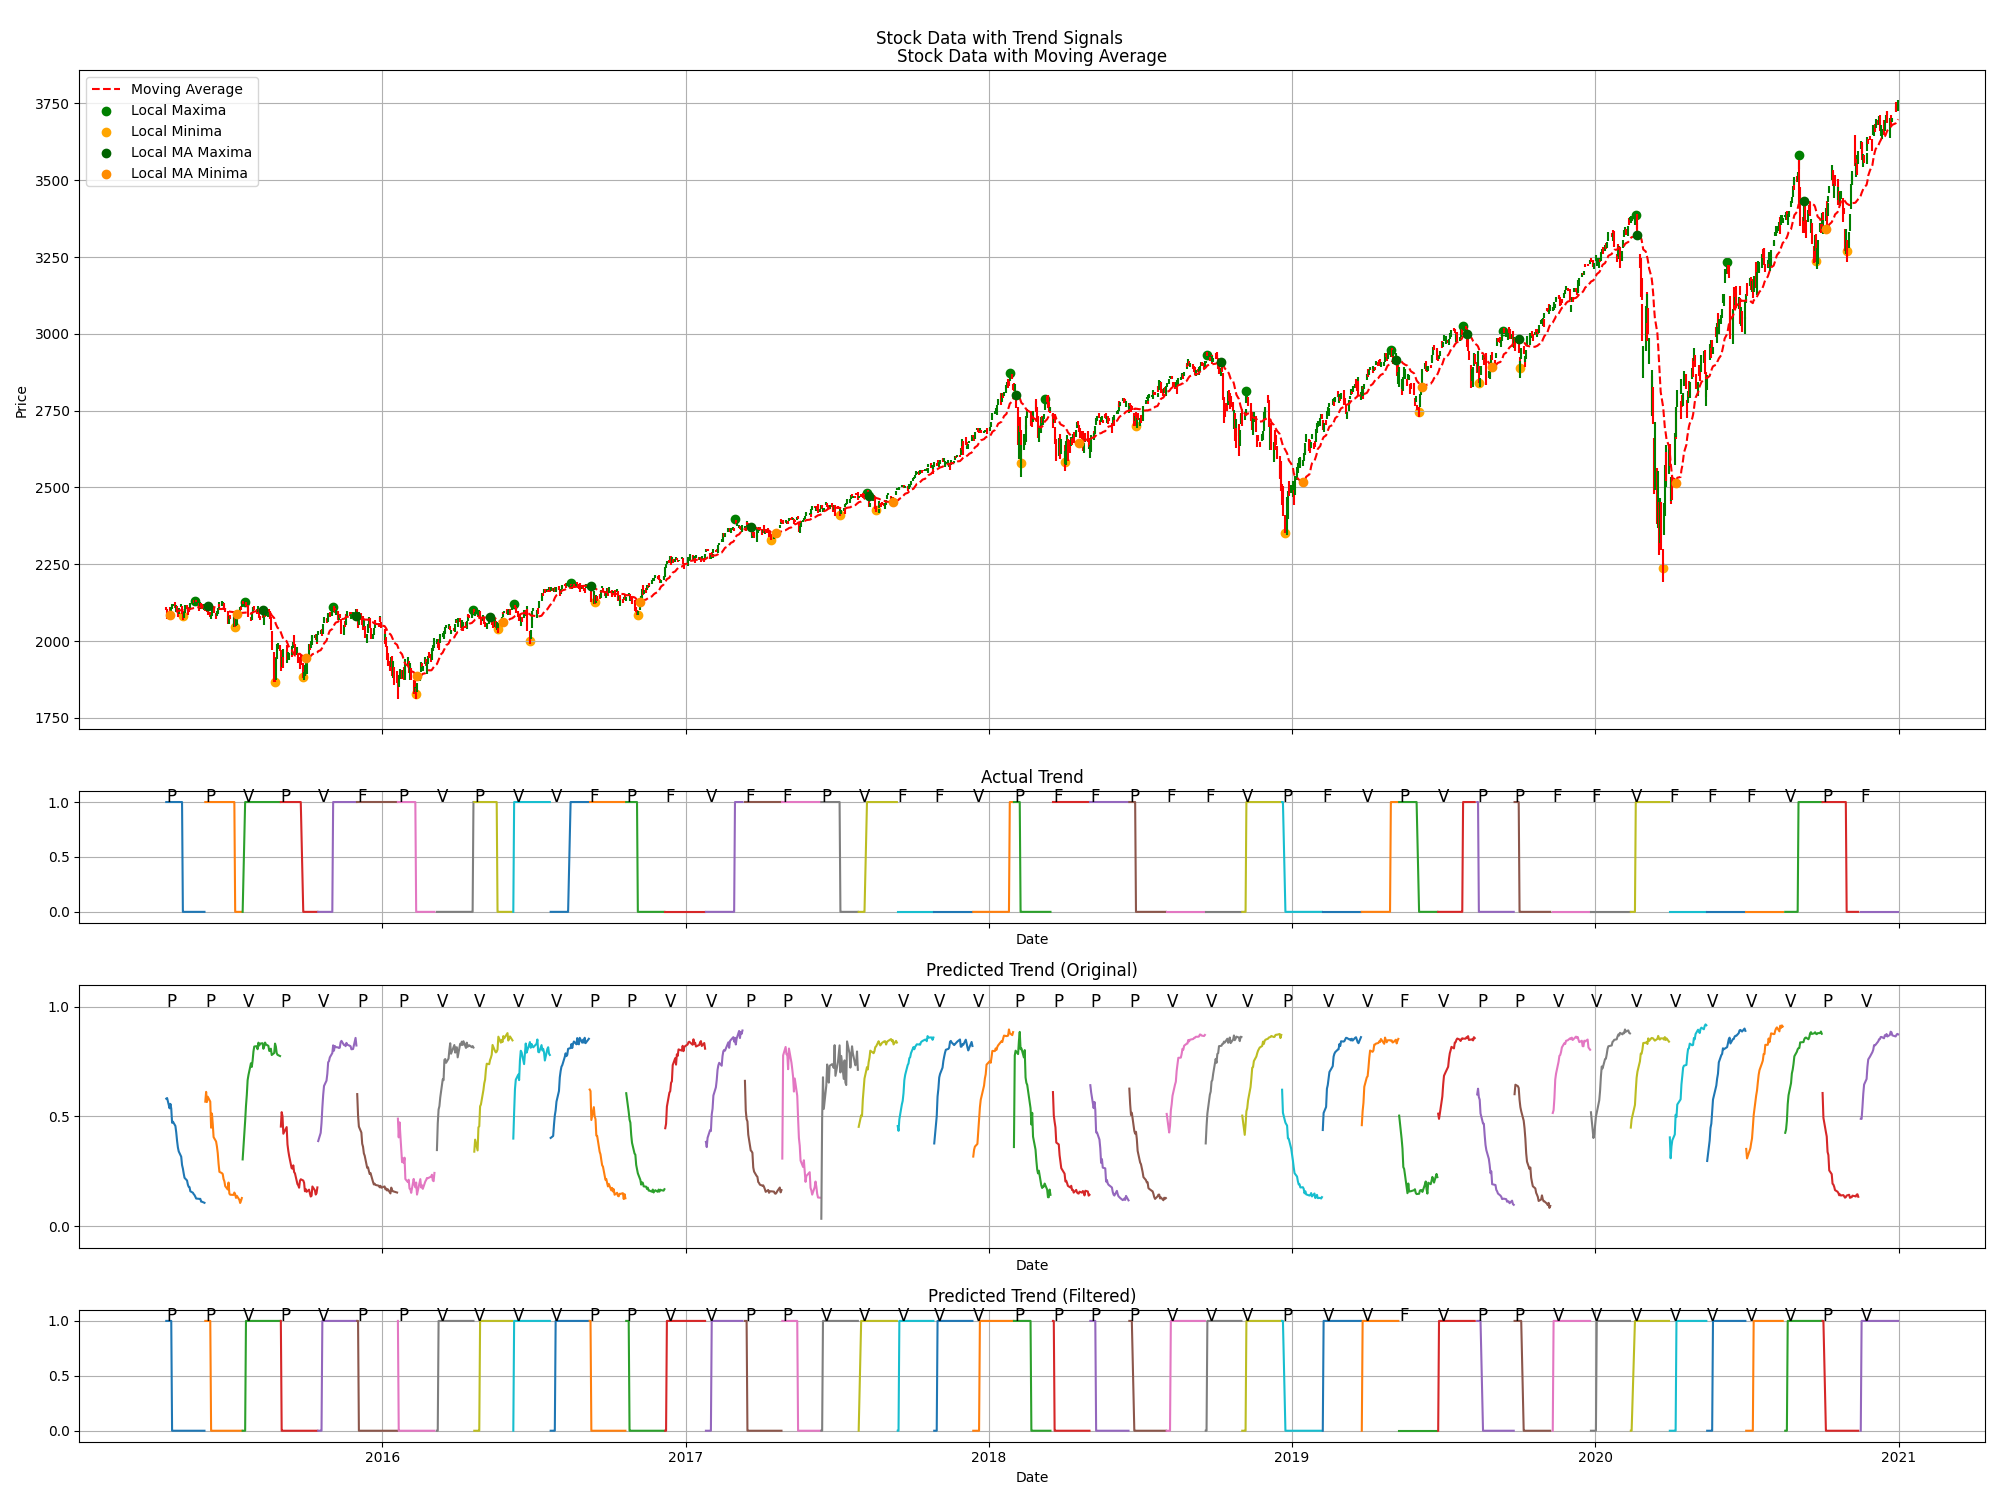 Stock Data with Trend Signals
Stock Data with Moving Average
Moving Average
Local Maxima
Local Minima
Local MA Maxima
Local MA Minima
3750
3500
3250
3000
2750
2500
2250
2000
1750
Price
Actual Trend
P P V P V F P V P V V F P F V F F P V F F V P F F P F F V P F V P V P P F F V F F F V P F
1.0
0.5
0.0
Date
Predicted Trend (Original)
P P V P V P P V V V V P P V V P P V V V V V P P P P V V V P V V F V P P V V V V V V V P V
1.0
0.5
0.0
Date
Predicted Trend (Filtered)
P P V P V P P V V V V P P V V P P V V V V V P P P P V V V P V V F V P P V V V V V V V P V
1.0
0.5
0.0
2016 2017 2018 2019 2020 2021
Date